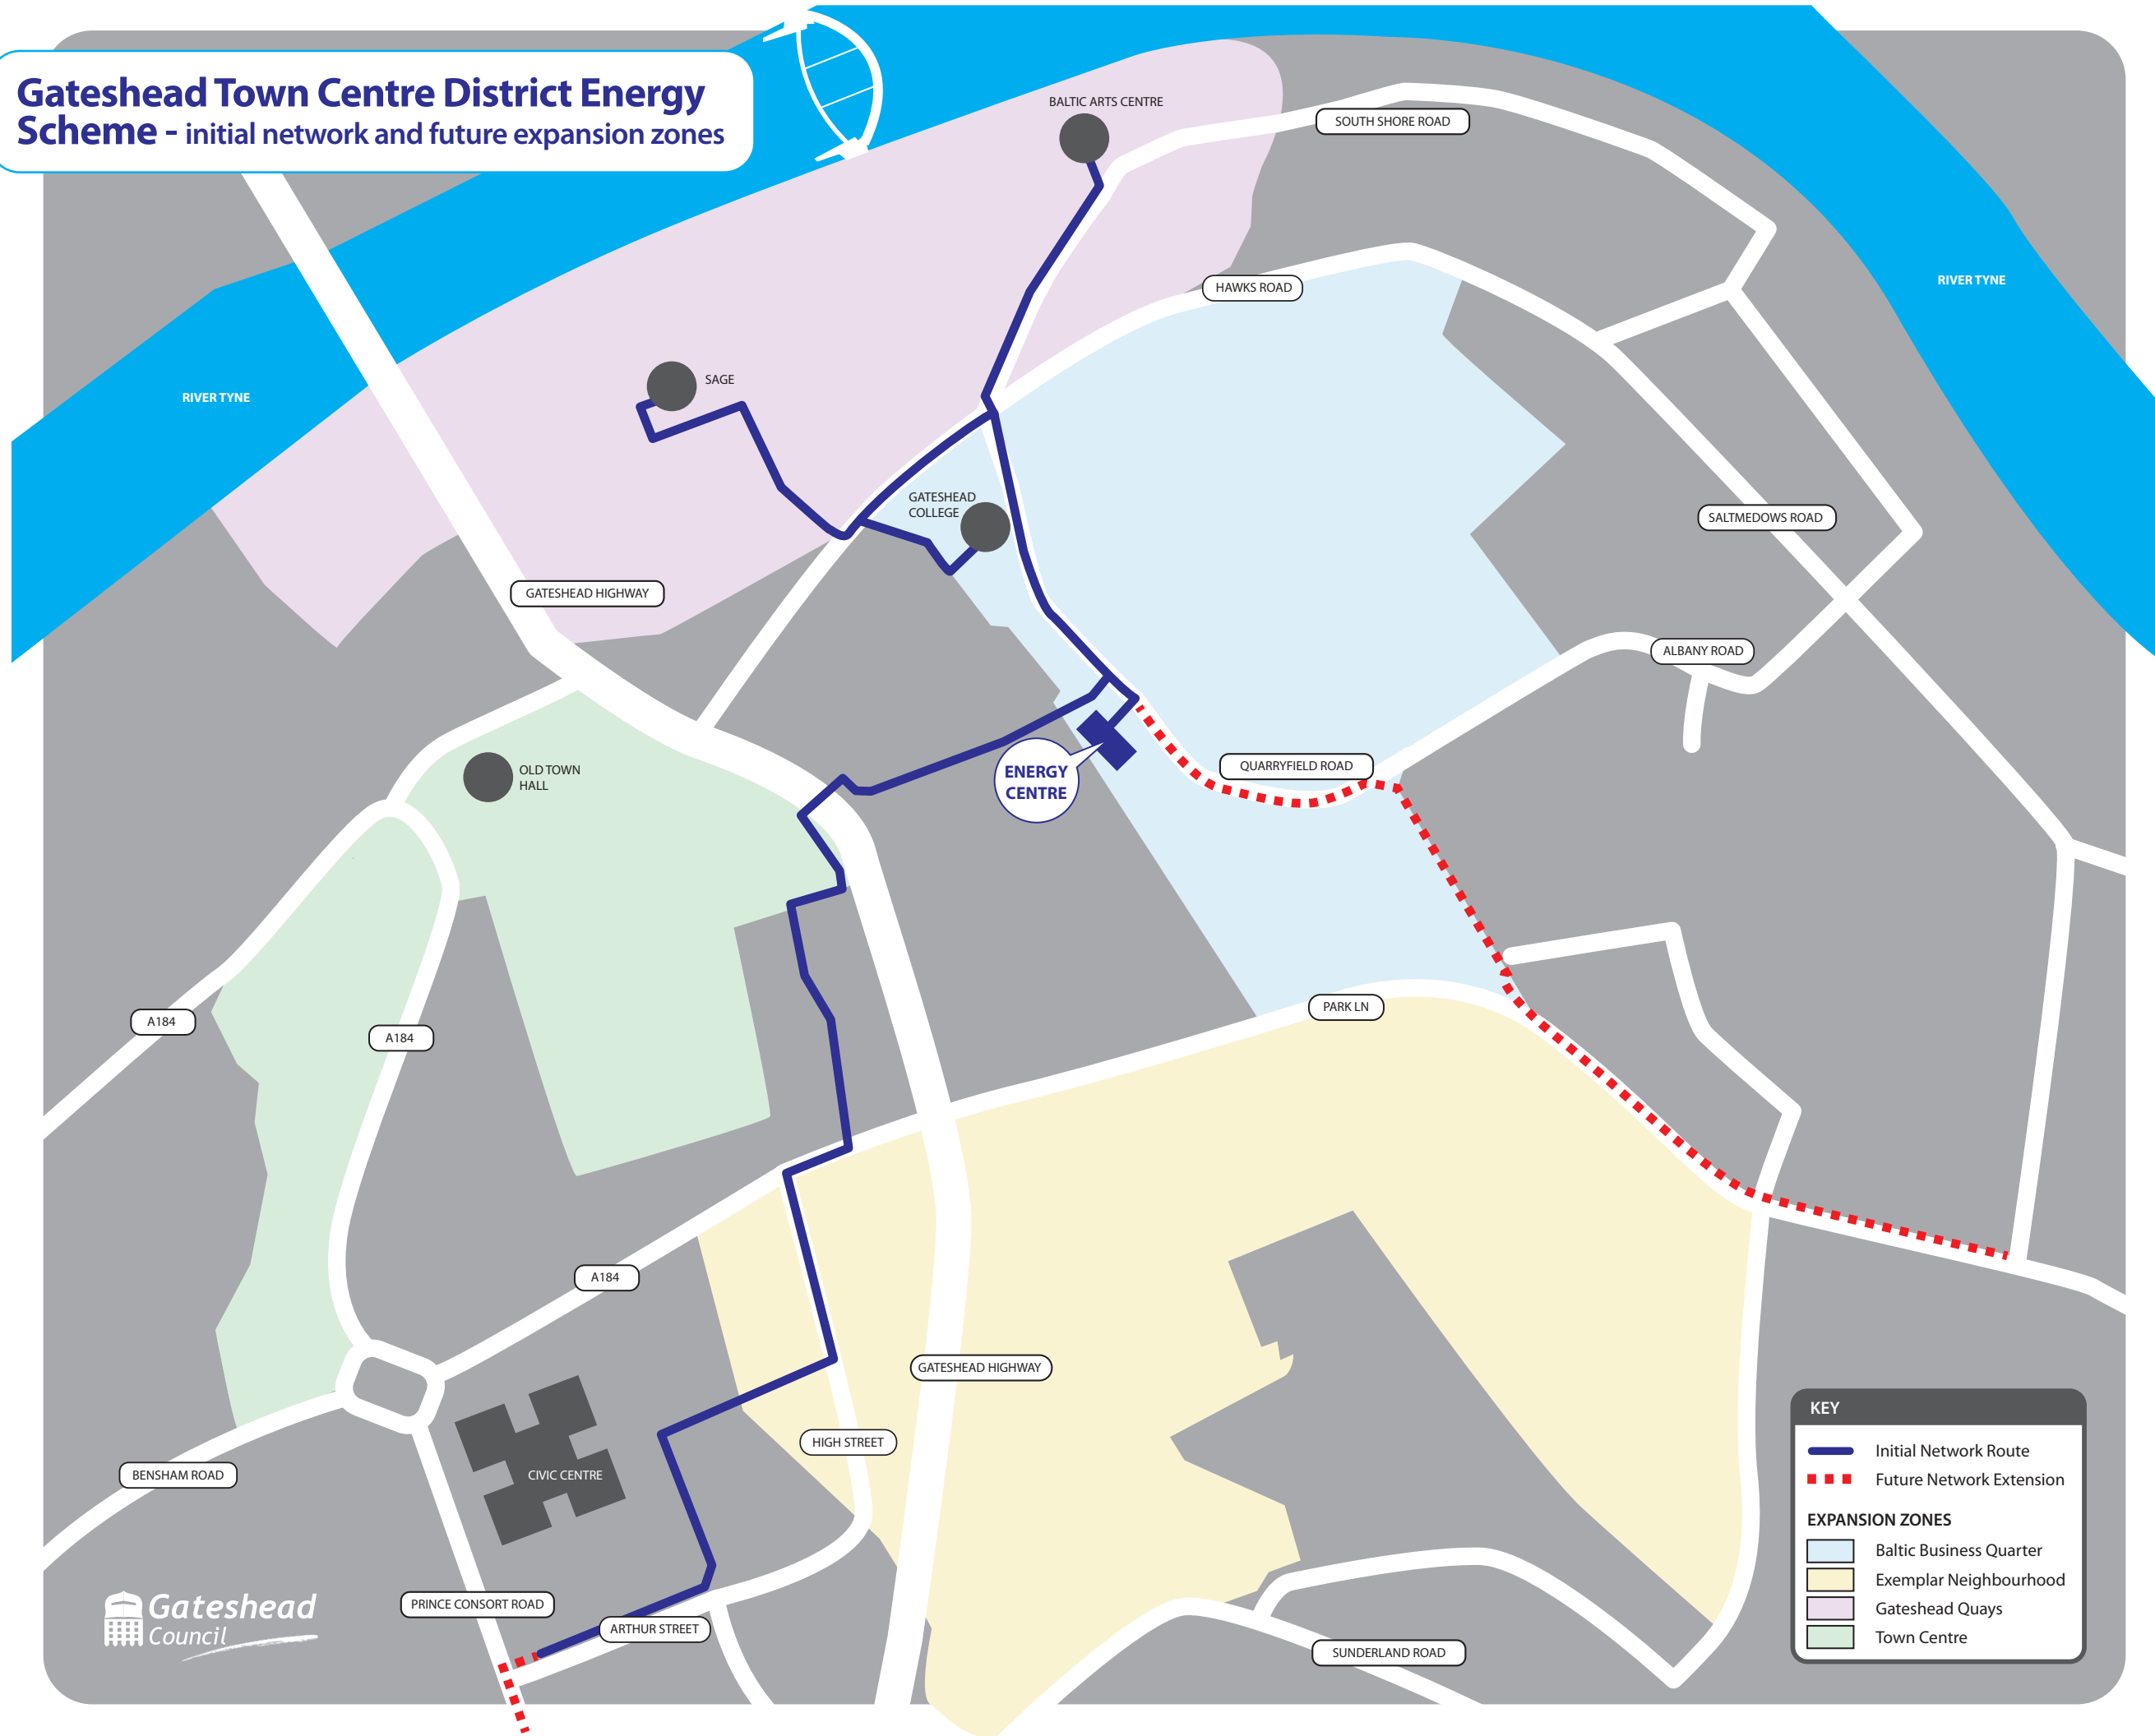 Gateshead Town Centre District Energy
Scheme - initial network and future expansion zones
BALTIC ARTS CENTRE
SOUTH SHORE ROAD
HAWKS ROAD
RIVER TYNE
SAGE
RIVER TYNE
GATESHEAD
COLLEGE
SALTMEDOWS ROAD
GATESHEAD HIGHWAY
ALBANY ROAD
OLD TOWN
HALL
ENERGY
CENTRE
QUARRYFIELD ROAD
PARK LN
A184
A184
A184
GATESHEAD HIGHWAY
HIGH STREET
CIVIC CENTRE
BENSHAM ROAD
PRINCE CONSORT ROAD
ARTHUR STREET
SUNDERLAND ROAD
KEY
Initial Network Route
Future Network Extension
EXPANSION ZONES
Baltic Business Quarter
Exemplar Neighbourhood
Gateshead Quays
Town Centre
Gateshead
Council